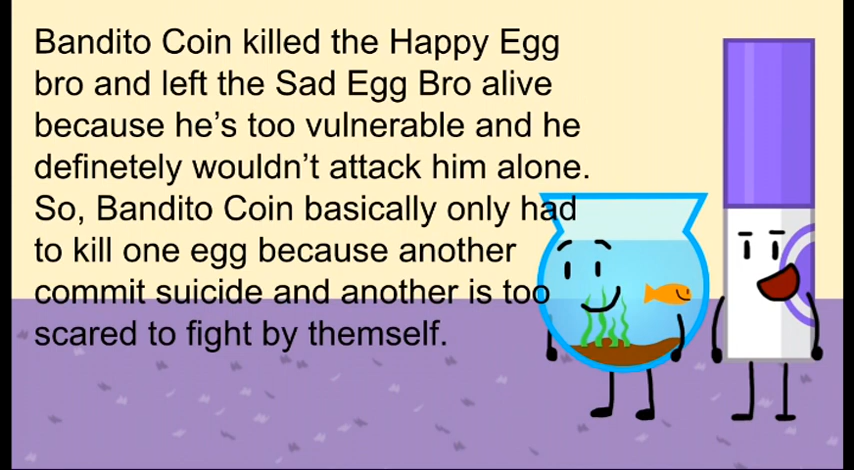 Bandito Coin killed the Happy Egg
bro and left the Sad Egg Bro alive
because he's too vulnerable and he
definetely wouldn't attack him alone.
So, Bandito Coin basically only had
to kill one egg because another
commit suicide and another is too
scared to fight by themself.